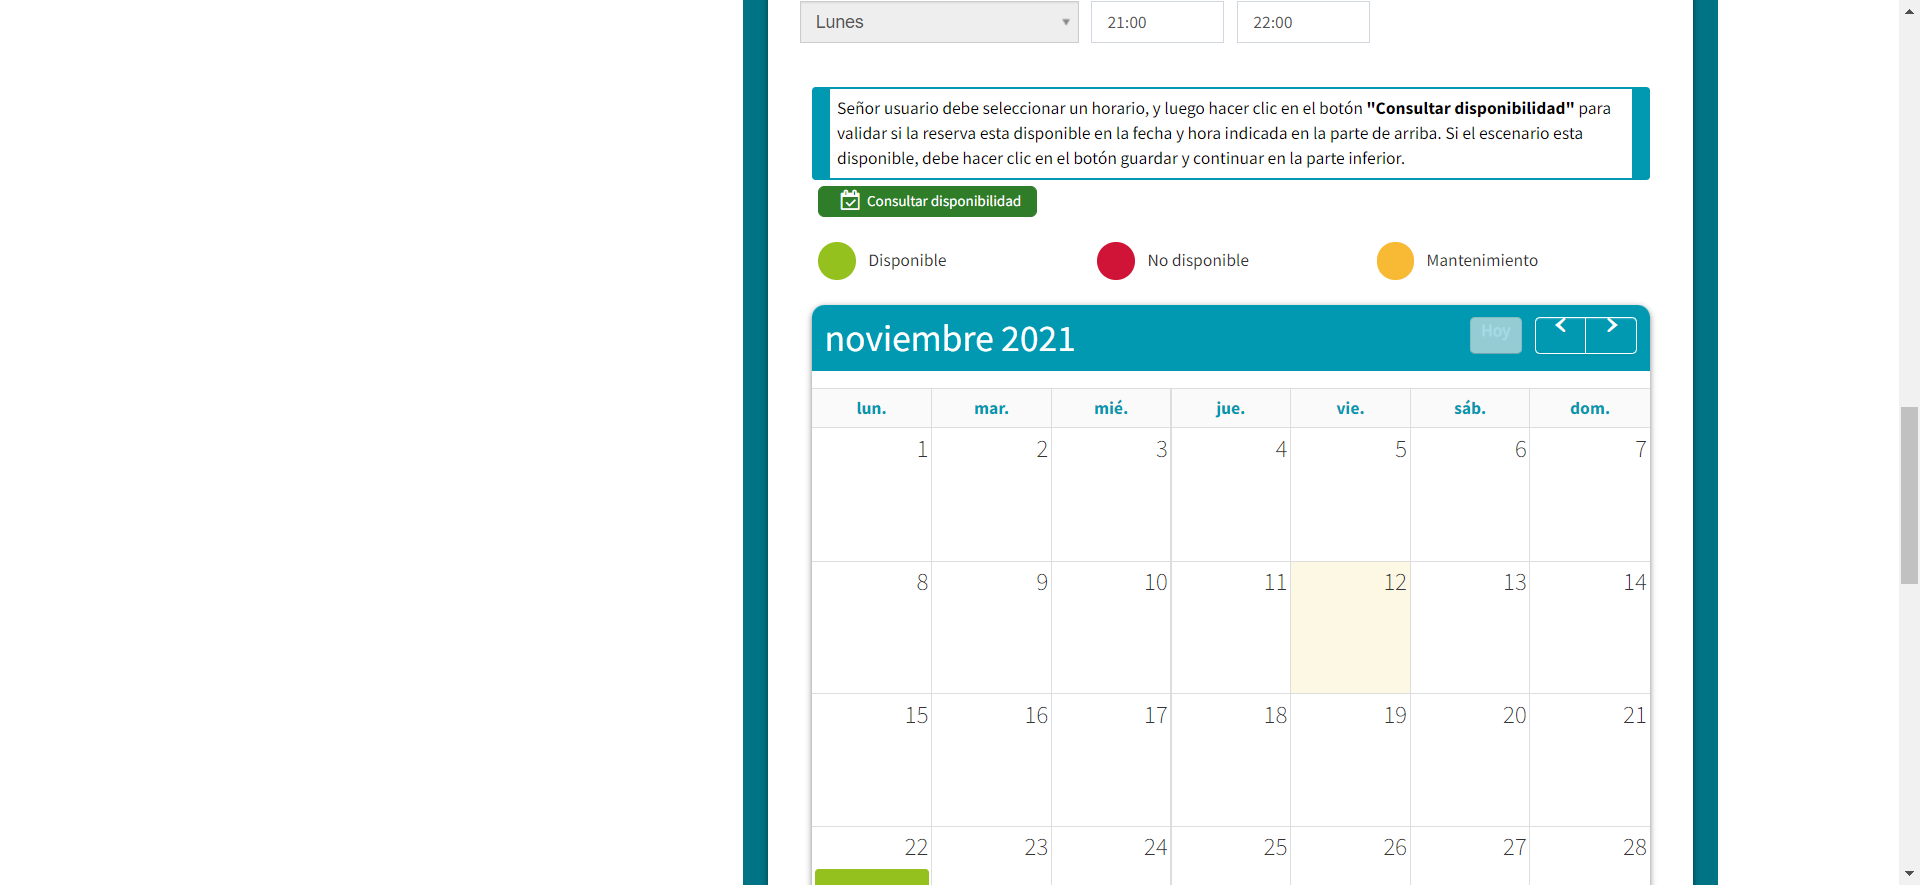 Lunes 21:00 22:00
Señor usuario debe seleccionar un horario, y luego hacer clic en el botón "Consultar disponibilidad" para
validar si la reserva esta disponible en la fecha y hora indicada en la parte de arriba. Si el escenario esta
disponible, debe hacer clic en el botón guardar y continuar en la parte inferior.
Consultar disponibilidad
Disponible No disponible Mantenimiento
noviembre 2021 Hoy
lun. mar. mié. jue. vie. sáb. dom.
1 2 3 4 5 6 7
8 9 10 11 12 13 14
15 16 17 18 19 20 21
22 23 24 25 26 27 28